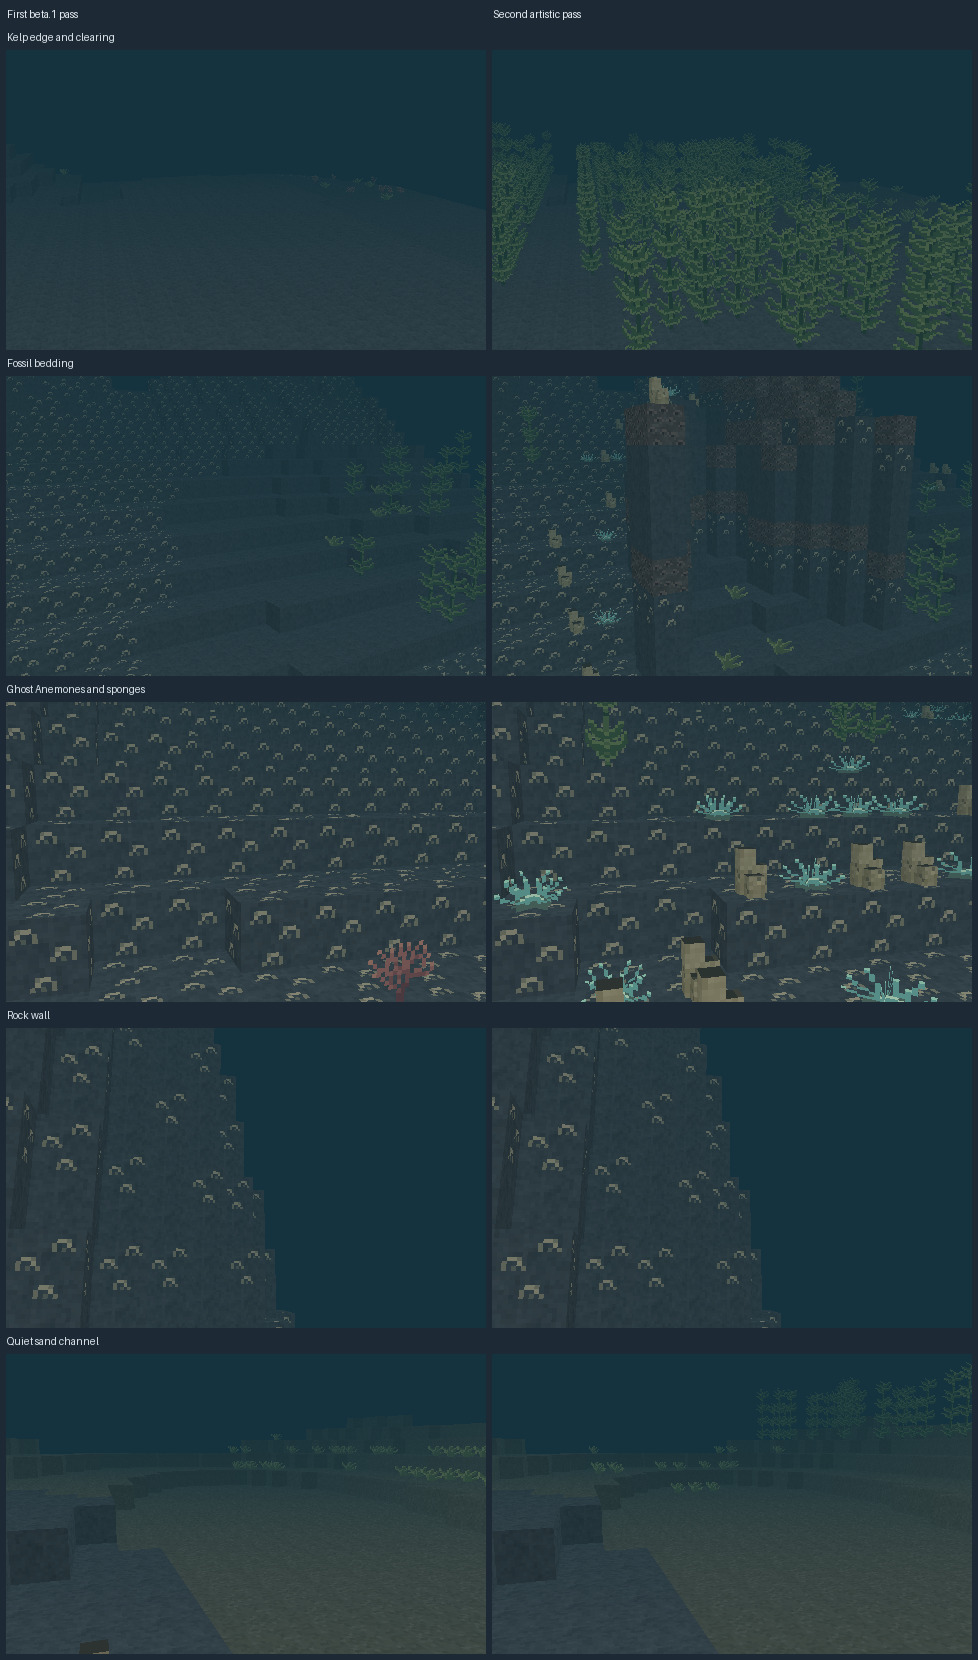 First beta.1 pass
Second artistic pass
Kelp edge and clearing
Fossil bedding
Ghost Anemones and sponges
Rock wall
Quiet sand channel